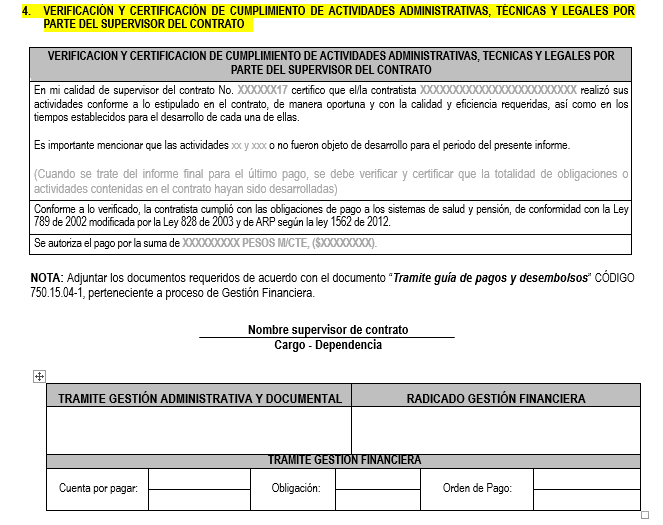 4. VERIFICACIÓN Y CERTIFICACIÓN DE CUMPLIMIENTO DE ACTIVIDADES ADMINISTRATIVAS, TÉCNICAS Y LEGALES POR
PARTE DEL SUPERVISOR DEL CONTRATO
VERIFICACION Y CERTIFICACION DE CUMPLIMIENTO DE ACTIVIDADES ADMINISTRATIVAS, TECNICAS Y LEGALES POR
PARTE DEL SUPERVISOR DEL CONTRATO
En mi calidad de supervisor del contrato No. XXXXXX17 certifico que el/la contratista XXXXXXXXXXXXXXXXXXXXXXXX realizó sus
actividades conforme a lo estipulado en el contrato, de manera oportuna y con la calidad y eficiencia requeridas, así como en los
tiempos establecidos para el desarrollo de cada una de ellas.
Es importante mencionar que las actividades xx y xxx o no fueron objeto de desarrollo para el periodo del presente informe.
(Cuando se trate del informe final para el último pago, se debe verificar y certificar que la totalidad de obligaciones o
actividades contenidas en el contrato hayan sido desarrolladas)
Conforme a lo verificado, la contratista cumplió con las obligaciones de pago a los sistemas de salud y pensión, de conformidad con la Ley
789 de 2002 modificada por la Ley 828 de 2003 y de ARP según la ley 1562 de 2012.
Se autoriza el pago por la suma de XXXXXXXXX PESOS M/CTE, ($XXXXXXXX).
NOTA: Adjuntar los documentos requeridos de acuerdo con el documento “Tramite guía de pagos y desembolsos” CÓDIGO
750.15.04-1, perteneciente a proceso de Gestión Financiera.
Nombre supervisor de contrato
Cargo - Dependencia
TRAMITE GESTIÓN ADMINISTRATIVA Y DOCUMENTAL RADICADO GESTIÓN FINANCIERA
TRAMITE GESTIÓN FINANCIERA
Cuenta por pagar: Obligación: Orden de Pago: